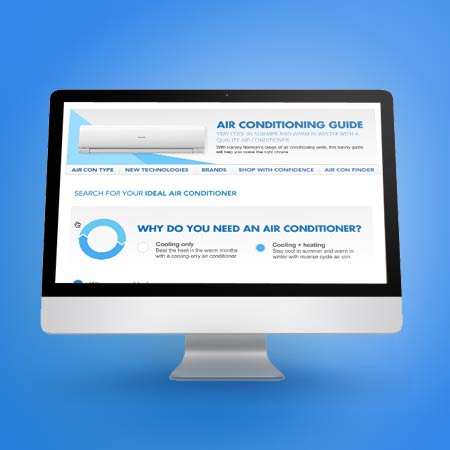 AIR CONDITIONING GUIDE
STAY COOL IN SUMMER AND WARM IN WINTER WITH A
QUALITY AIR CONDITIONER
With Harvey Norman's range of air conditioning units, this handy guide
will help you make the right choice
AIR CON TYPE | NEW TECHNOLOGIES | BRANDS | SHOP WITH CONFIDENCE | AIR CON FINDER
SEARCH FOR YOUR IDEAL AIR CONDITIONER
WHY DO YOU NEED AN AIR CONDITIONER?
Cooling only
Beat the heat in the warm months
with a cooling-only air conditioner
Cooling + heating
Stay cool in summer and warm in
winter with reverse cycle air con.